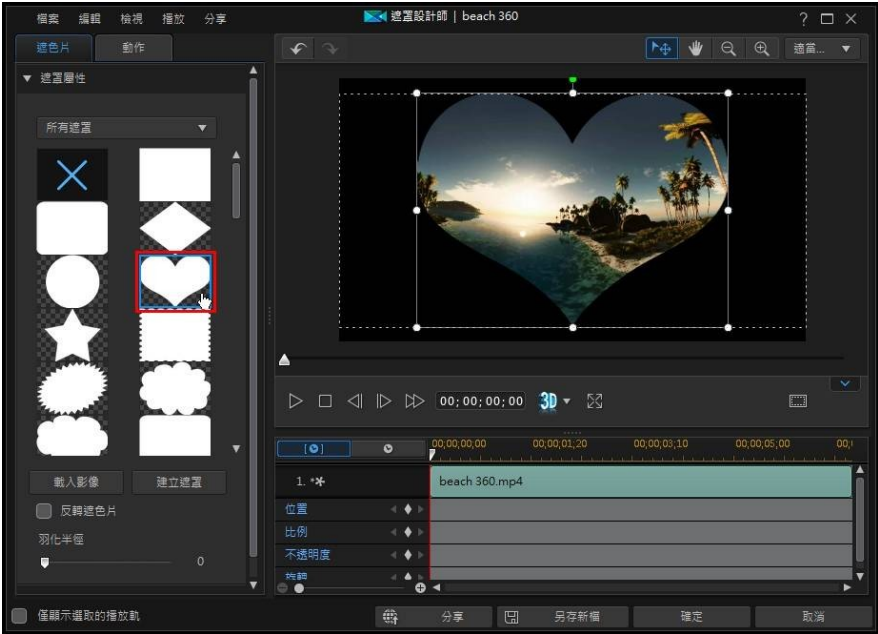 檔案 編輯 檢視 播放 分享
遮罩設計師 | beach 360
遮色片 動作
適當...
遮罩屬性
所有遮罩
載入影像 建立遮罩
反轉遮色片
羽化半徑
0
00;00;00;00 3D
00;00;00;00 00;00;01;20 00;00;03;10 00;00;05;00 00;
1. beach 360.mp4
位置
比例
不透明度
旋轉
僅顯示選取的播放軌
分享 另存新檔 確定 取消